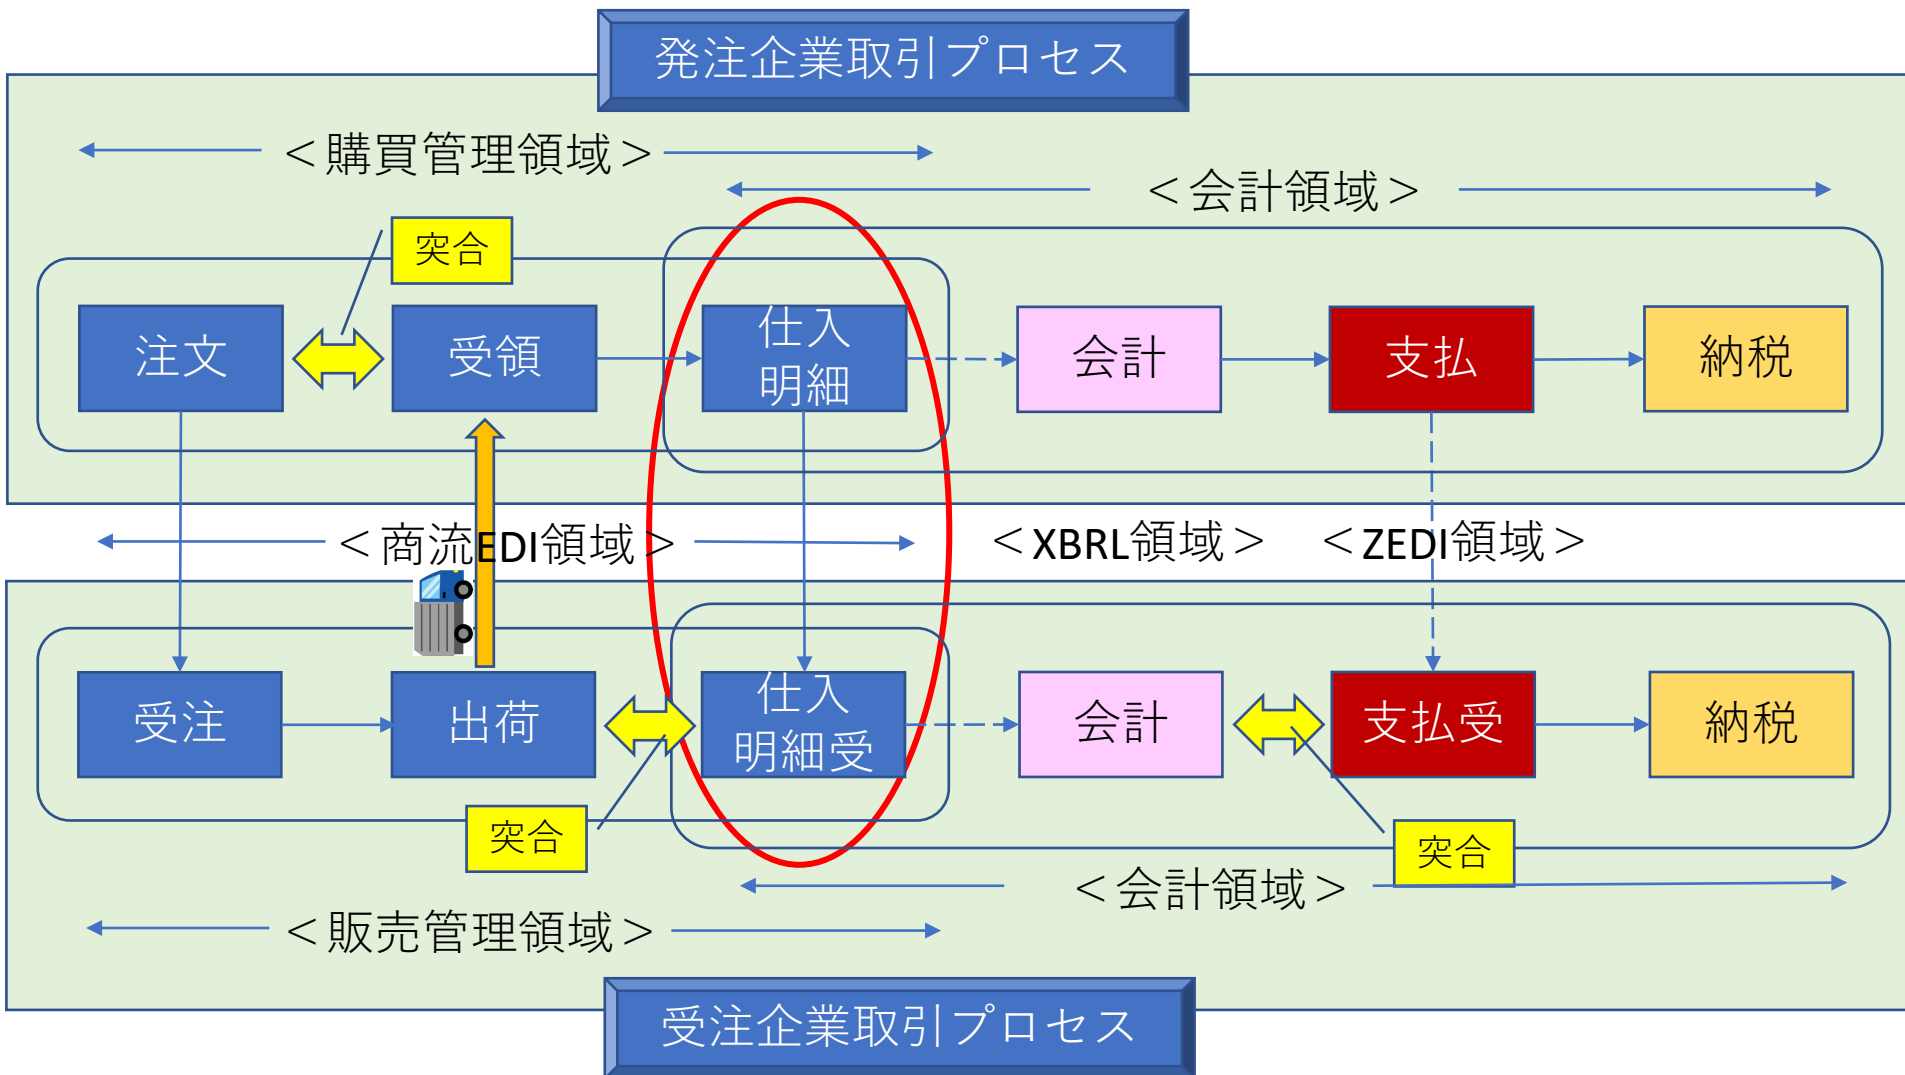 発注企業取引プロセス
＜購買管理領域＞
＜会計領域＞
突合
注文
受領
仕入
明細
会計
支払
納税
＜商流EDI領域＞
＜XBRL領域＞
＜ZEDI領域＞
受注
出荷
仕入
明細受
会計
支払受
納税
突合
突合
＜会計領域＞
＜販売管理領域＞
受注企業取引プロセス